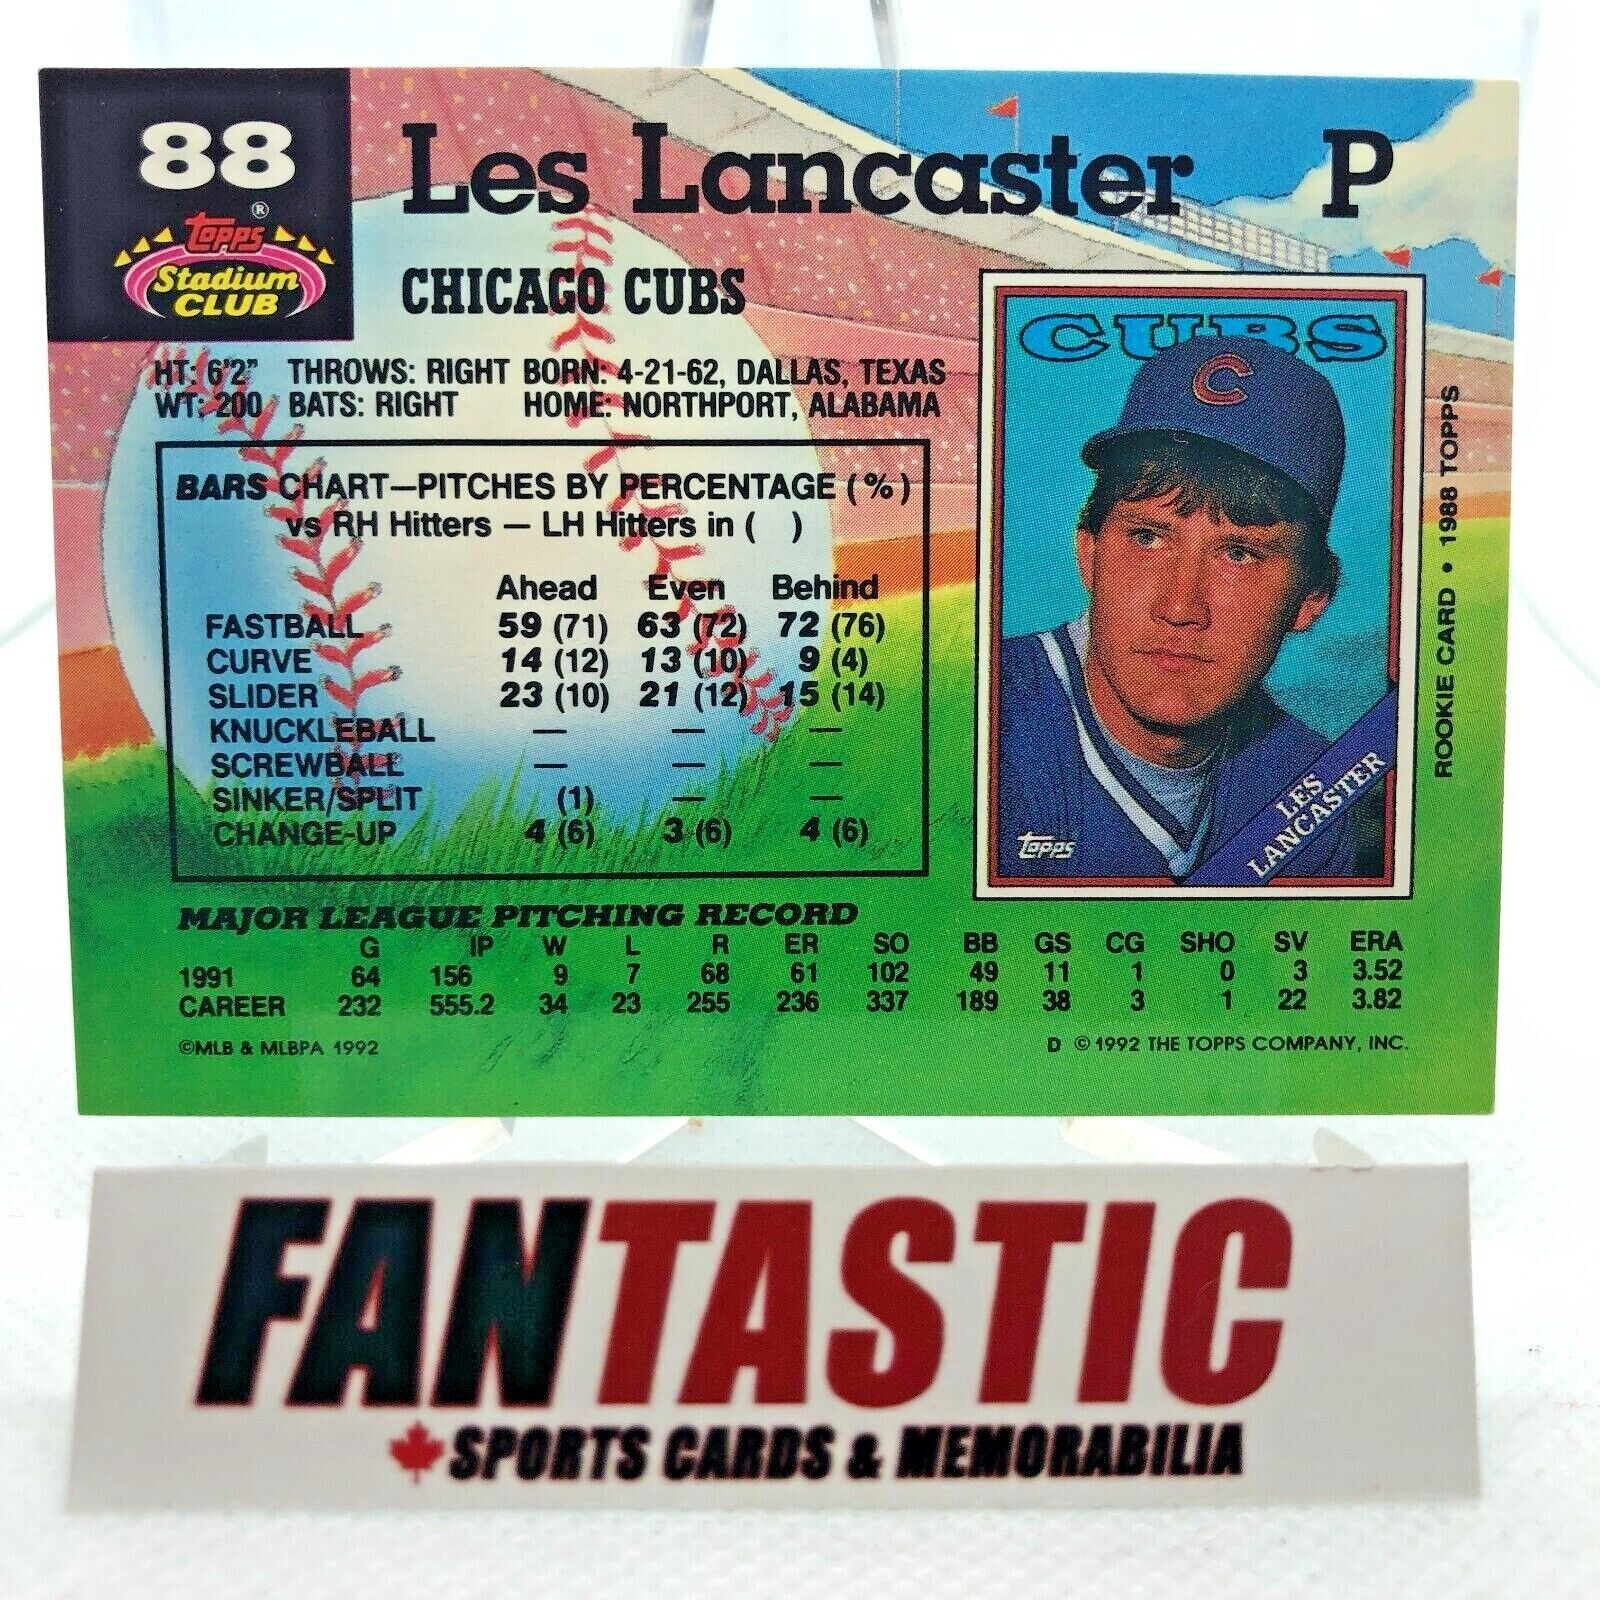 88
Les Lancaster P
Topps ®
Stadium
CLUB
CHICAGO CUBS
HT: 6'2" THROWS: RIGHT BORN: 4-21-62, DALLAS, TEXAS
WT: 200 BATS: RIGHT HOME: NORTHPORT, ALABAMA
BARS CHART—PITCHES BY PERCENTAGE (%)
vs RH Hitters — LH Hitters in ( )
Ahead Even Behind
FASTBALL 59 (71) 63 (72) 72 (76)
CURVE 14 (12) 13 (10) 9 (4)
SLIDER 23 (10) 21 (12) 15 (14)
KNUCKLEBALL — — —
SCREWBALL — — —
SINKER/SPLIT (1) — —
CHANGE-UP 4 (6) 3 (6) 4 (6)
CUBS
C
LES
LANCASTER
Topps
ROOKIE CARD • 1988 TOPPS
MAJOR LEAGUE PITCHING RECORD
G IP W L R ER SO BB GS CG SHO SV ERA
1991 64 156 9 7 68 61 102 49 11 1 0 3 3.52
CAREER 232 555.2 34 23 255 236 337 189 38 3 1 22 3.82
©MLB & MLBPA 1992 D ©1992 THE TOPPS COMPANY, INC.
FANTASTIC
SPORTS CARDS & MEMORABILIA